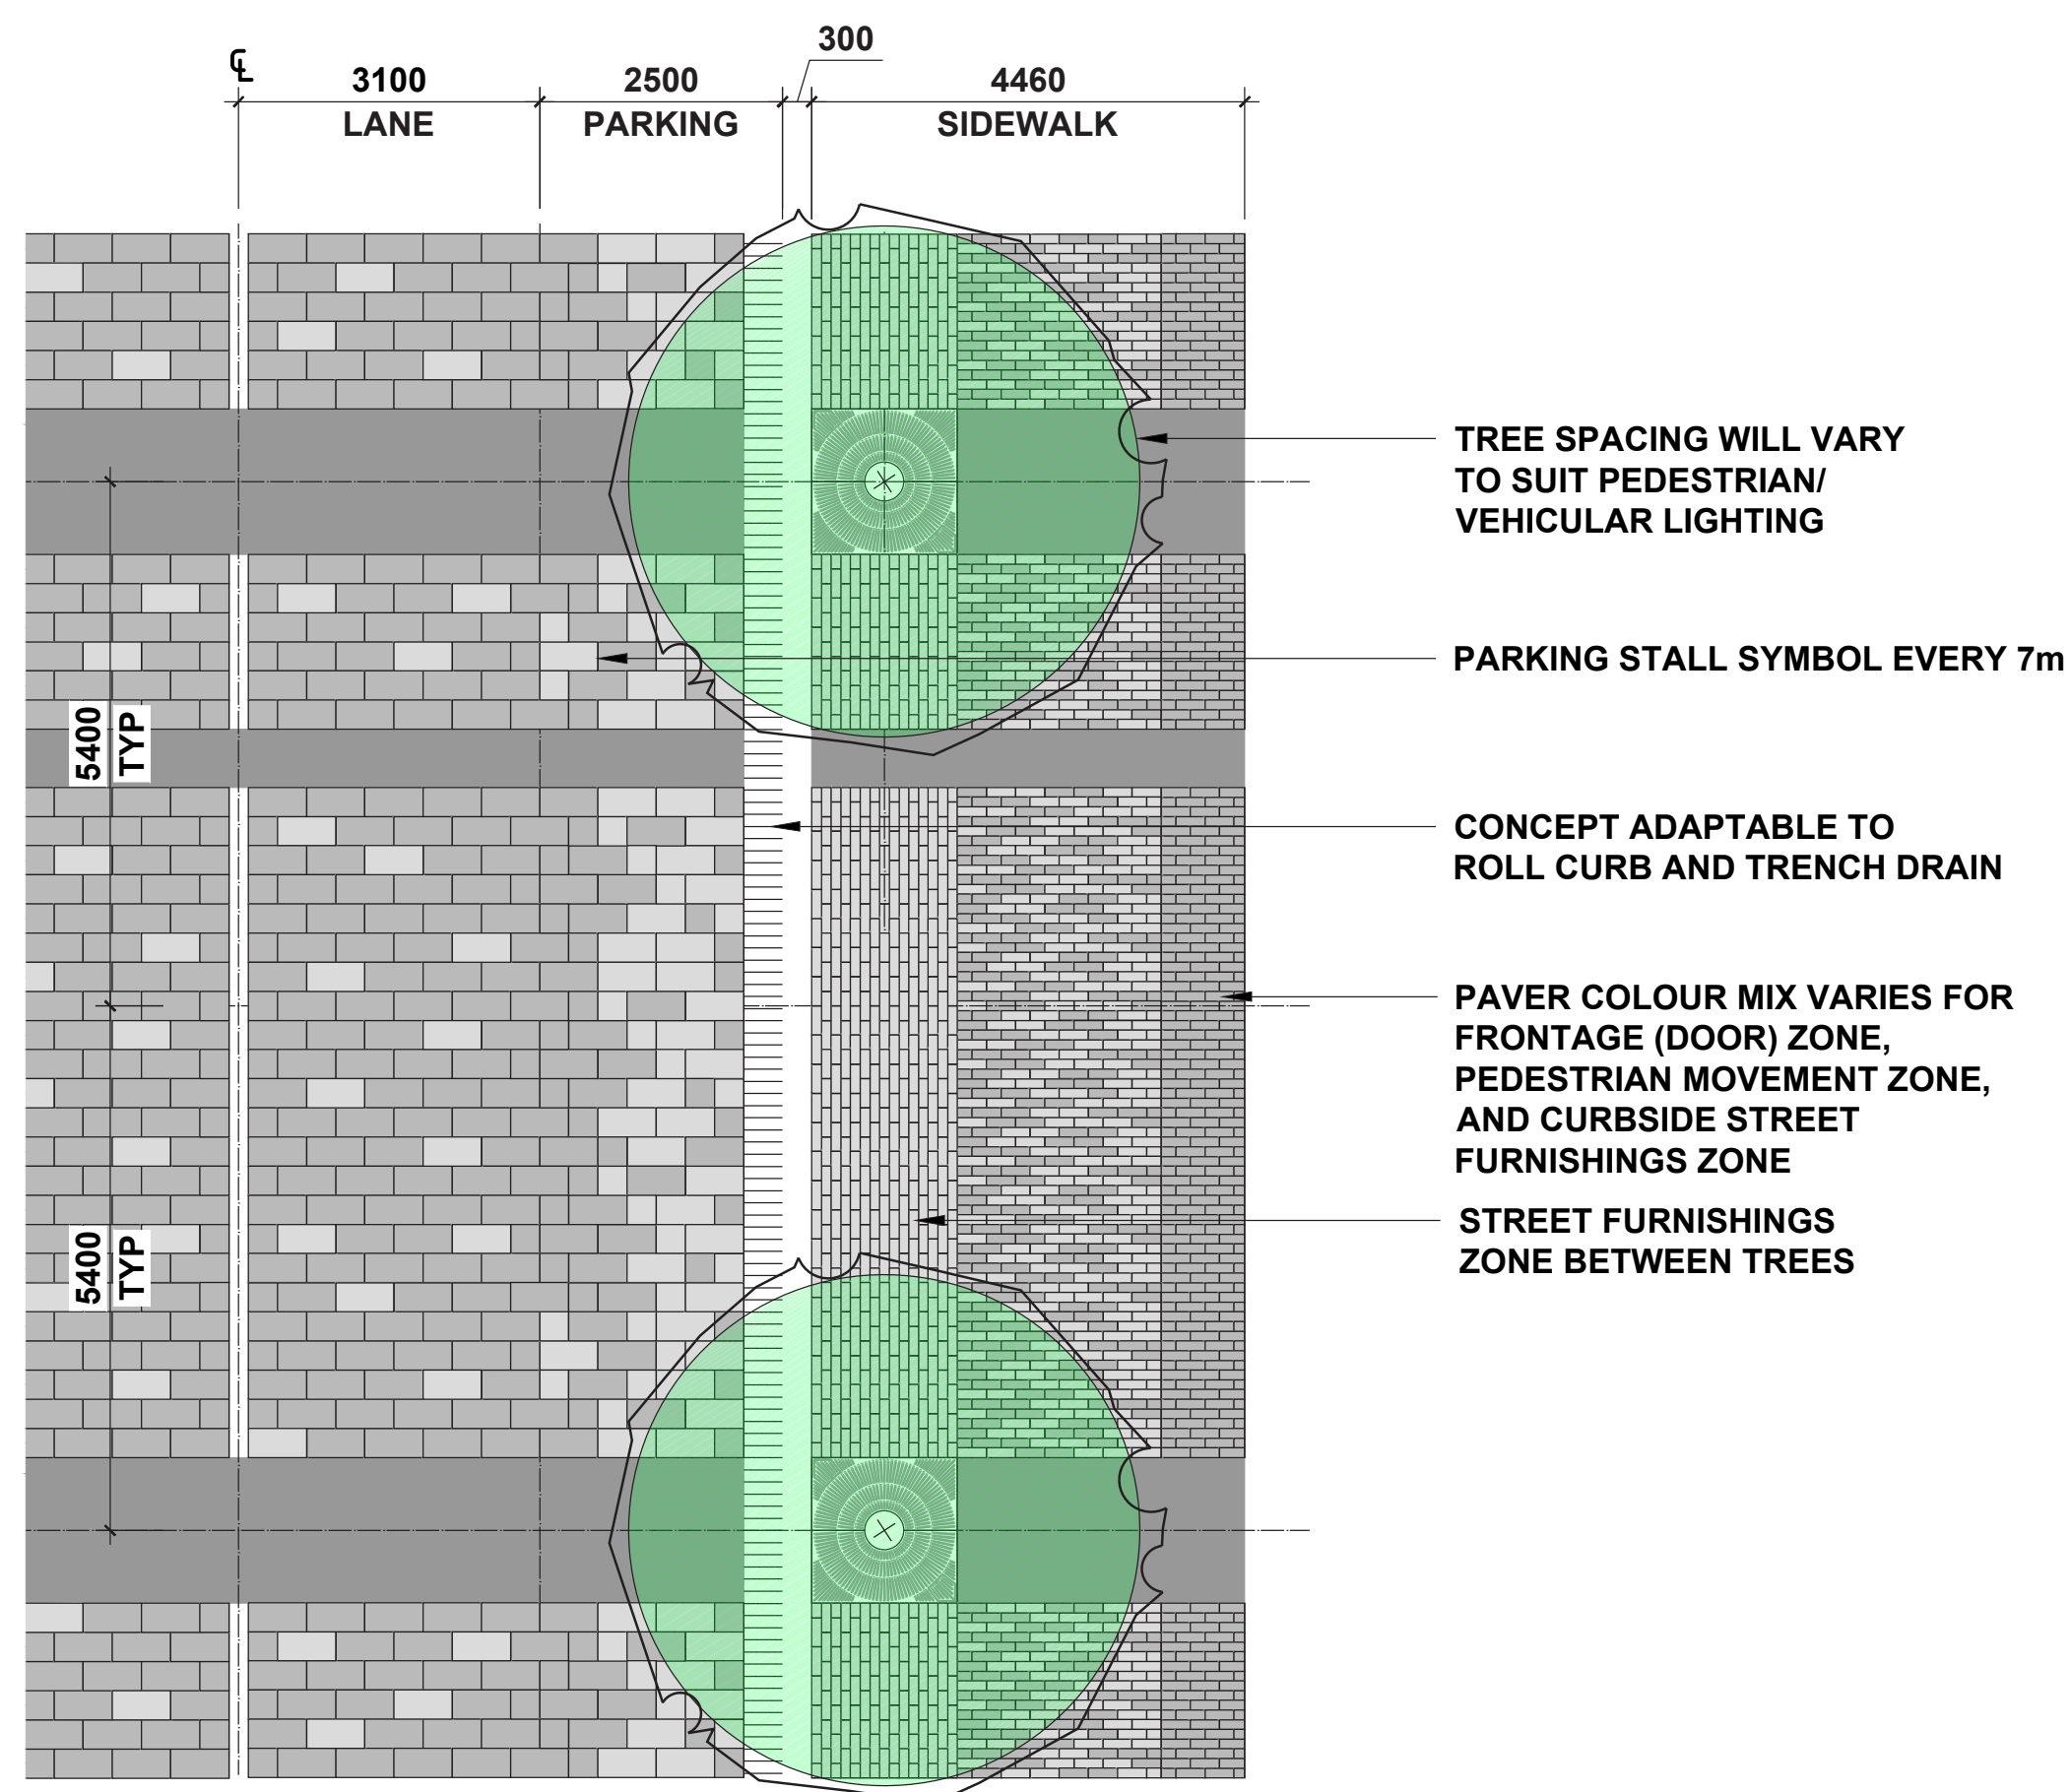 300
℄
3100
2500
4460
LANE
PARKING
SIDEWALK
TREE SPACING WILL VARY
TO SUIT PEDESTRIAN/
VEHICULAR LIGHTING
PARKING STALL SYMBOL EVERY 7m
5400
TYP
CONCEPT ADAPTABLE TO
ROLL CURB AND TRENCH DRAIN
PAVER COLOUR MIX VARIES FOR
FRONTAGE (DOOR) ZONE,
PEDESTRIAN MOVEMENT ZONE,
AND CURBSIDE STREET
FURNISHINGS ZONE
STREET FURNISHINGS
ZONE BETWEEN TREES
5400
TYP